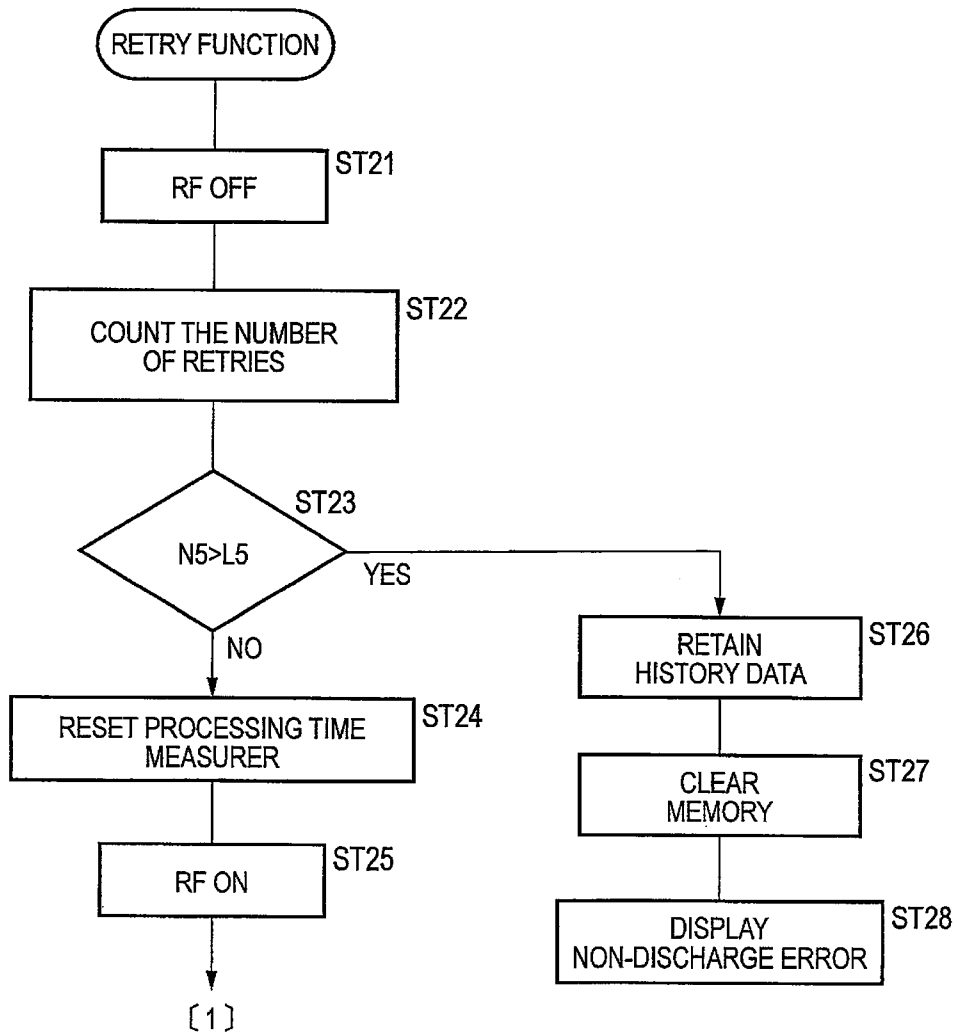 RETRY FUNCTION
ST21
RF OFF
ST22
COUNT THE NUMBER
OF RETRIES
ST23
N5>L5
YES
NO
ST24
RESET PROCESSING TIME
MEASURER
ST25
RF ON
〔1〕
ST26
RETAIN
HISTORY DATA
ST27
CLEAR
MEMORY
ST28
DISPLAY
NON-DISCHARGE ERROR